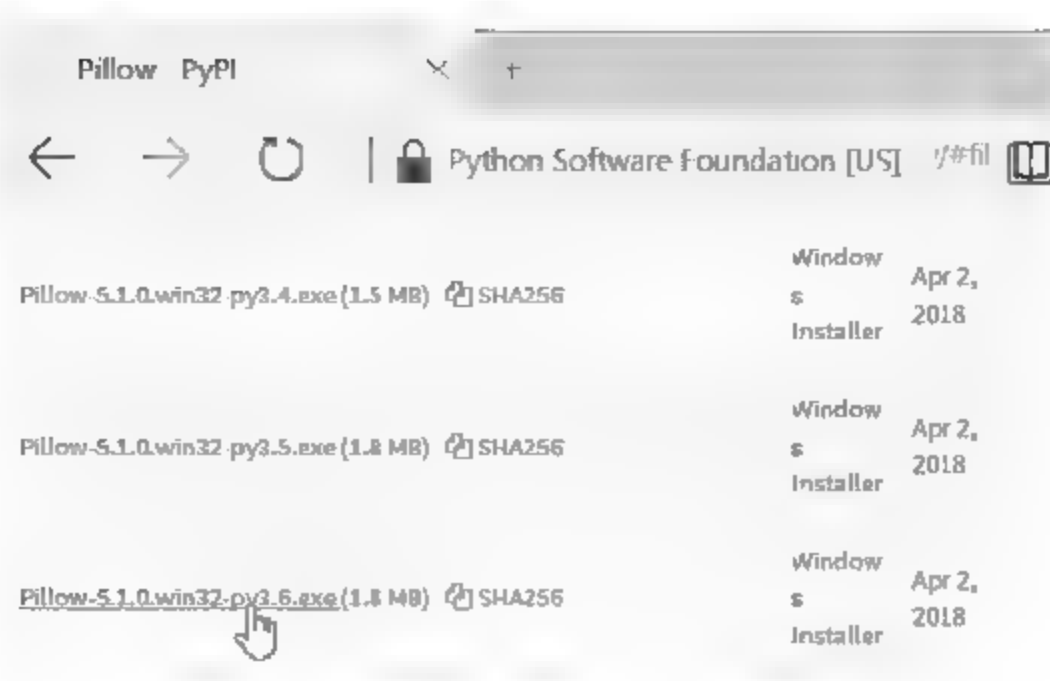 Pillow PyPI × +
Python Software Foundation [US] /#fil
Pillow-5.1.0.win32-py3.4.exe (1.5 MB) SHA256
Window
s
Installer
Apr 2,
2018
Pillow-5.1.0.win32-py3.5.exe (1.8 MB) SHA256
Window
s
Installer
Apr 2,
2018
Pillow-5.1.0.win32-py3.6.exe (1.8 MB) SHA256
Window
s
Installer
Apr 2,
2018